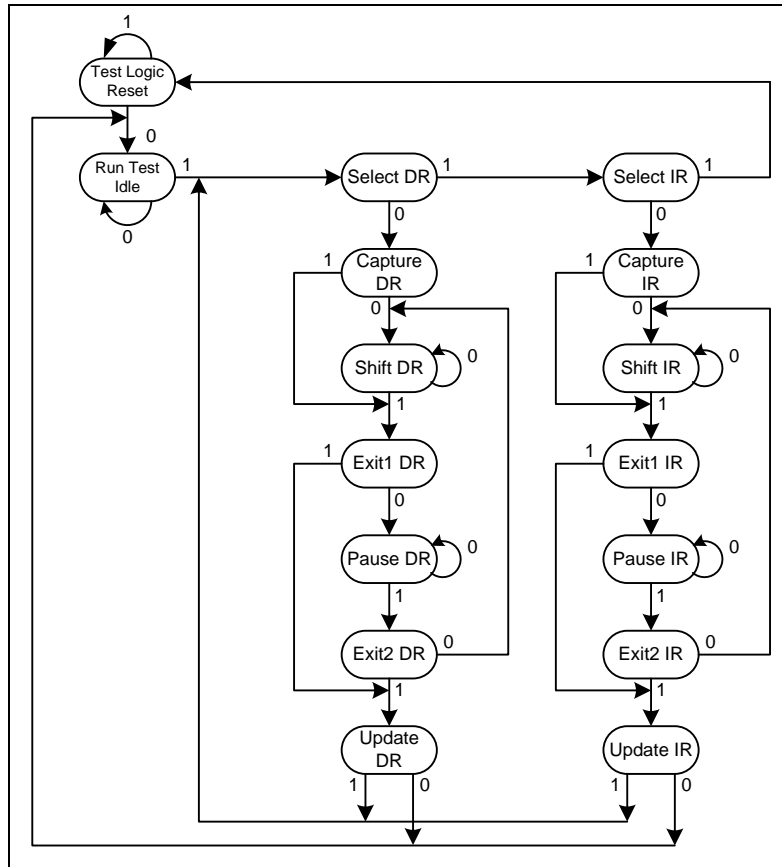 1
Test Logic
Reset
0
Run Test
Idle
1
0
Select DR
1
0
Select IR
1
0
Capture
DR
1
0
Capture
IR
1
0
Shift DR
0
1
Shift IR
0
1
Exit1 DR
1
0
Exit1 IR
1
0
Pause DR
0
1
Pause IR
0
1
Exit2 DR
0
1
Exit2 IR
0
1
Update
DR
1
0
Update IR
1
0